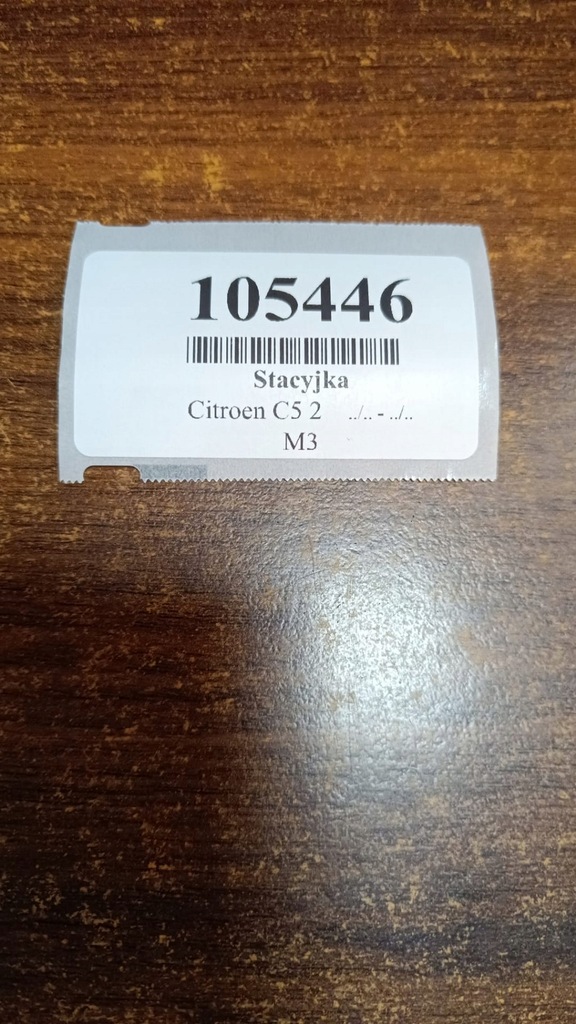 105446
Stacyjka
Citroen C5 2 ../.. - ../..
M3